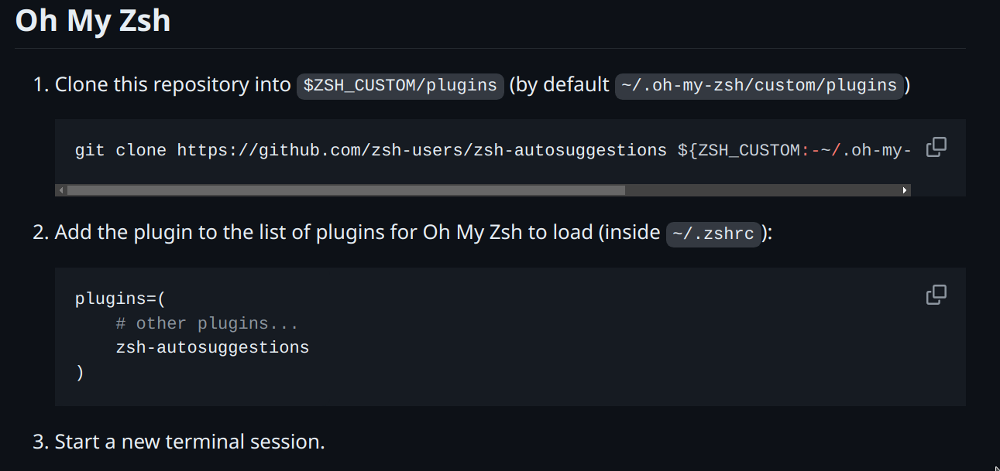 Oh My Zsh
1. Clone this repository into $ZSH_CUSTOM/plugins (by default ~/.oh-my-zsh/custom/plugins)
git clone https://github.com/zsh-users/zsh-autosuggestions ${ZSH_CUSTOM:-~/.oh-my-
2. Add the plugin to the list of plugins for Oh My Zsh to load (inside ~/.zshrc):
plugins=(
    # other plugins...
    zsh-autosuggestions
)
3. Start a new terminal session.